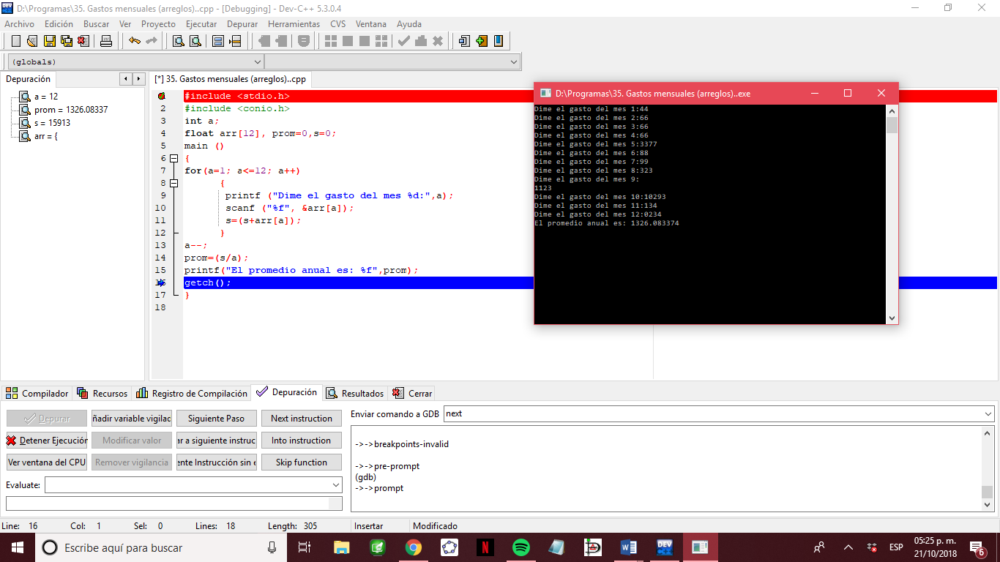 D:\Programas\35. Gastos mensuales (arreglos)..cpp - [Debugging] - Dev-C++ 5.3.0.4
Archivo Edición Buscar Ver Proyecto Ejecutar Depurar Herramientas CVS Ventana Ayuda
(globals)
Depuración
[*] 35. Gastos mensuales (arreglos)..cpp
a = 12
prom = 1326.08337
s = 15913
arr = {
#include <stdio.h>
2 #include <conio.h>
3 int a;
4 float arr[12], prom=0,s=0;
5 main ()
6 {
7 for(a=1; a<=12; a++)
8 {
9 printf ("Dime el gasto del mes %d:",a);
10 scanf ("%f", &arr[a]);
11 s=(s+arr[a]);
12 }
13 a--;
14 prom=(s/a);
15 printf("El promedio anual es: %f",prom);
16 getch();
17 }
18
D:\Programas\35. Gastos mensuales (arreglos)..exe
Dime el gasto del mes 1:44
Dime el gasto del mes 2:66
Dime el gasto del mes 3:66
Dime el gasto del mes 4:66
Dime el gasto del mes 5:3377
Dime el gasto del mes 6:88
Dime el gasto del mes 7:99
Dime el gasto del mes 8:323
Dime el gasto del mes 9:
1123
Dime el gasto del mes 10:10293
Dime el gasto del mes 11:134
Dime el gasto del mes 12:0234
El promedio anual es: 1326.083374
Compilador Recursos Registro de Compilación Depuración Resultados Cerrar
Depurar ñadir variable vigilac Siguiente Paso Next instruction
Detener Ejecución Modificar valor ar a siguiente instruc Into instruction
Ver ventana del CPU Remover vigilancia ente Instrucción sin e Skip function
Evaluate:
Enviar comando a GDB next
->->breakpoints-invalid
->->pre-prompt
(gdb)
->->prompt
Line: 16 Col: 1 Sel: 0 Lines: 18 Length: 305 Insertar Modificado
Escribe aquí para buscar
ESP
05:25 p. m.
21/10/2018
6